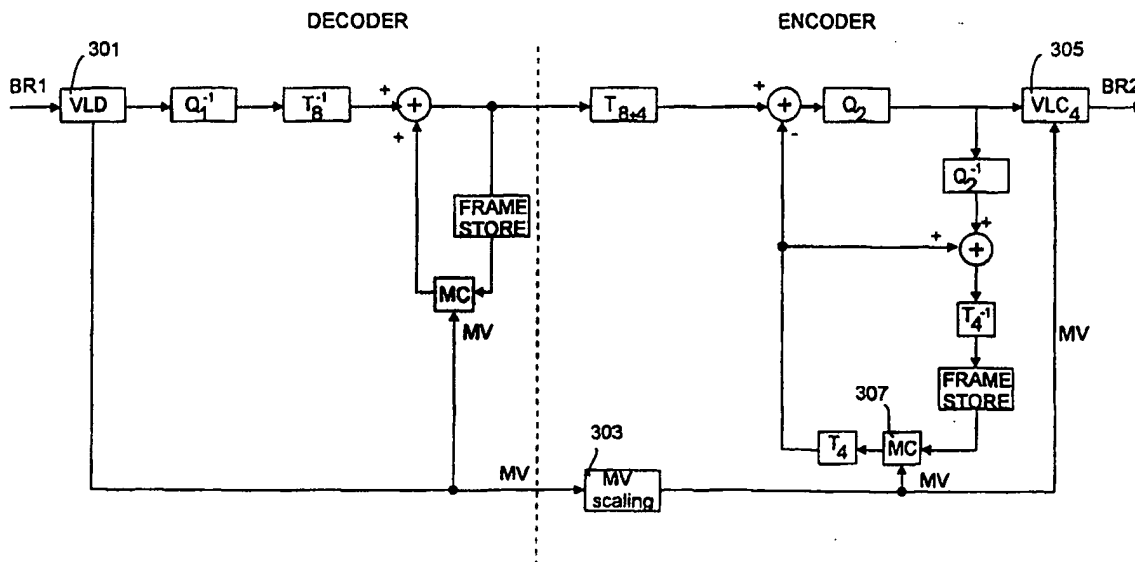 DECODER
ENCODER
301
305
BR1
VLD
Q₁⁻¹
T₈⁻¹
+
+
+
T₈₊₄
+
+
-
Q₂
VLC₄
BR2
Q₂⁻¹
FRAME
STORE
+
+
+
MC
T₄⁻¹
MV
MV
FRAME
STORE
307
303
T₄
MC
MV
MV
scaling
MV